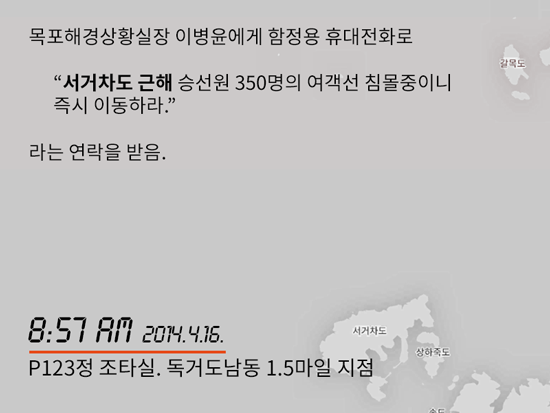 목포해경상황실장 이병윤에게 함정용 휴대전화로
“서거차도 근해 승선원 350명의 여객선 침몰중이니
즉시 이동하라.”
라는 연락을 받음.
갈목도
8:57 AM 2014.4.16.
P123정 조타실. 독거도남동 1.5마일 지점
서거차도
상하죽도
송도